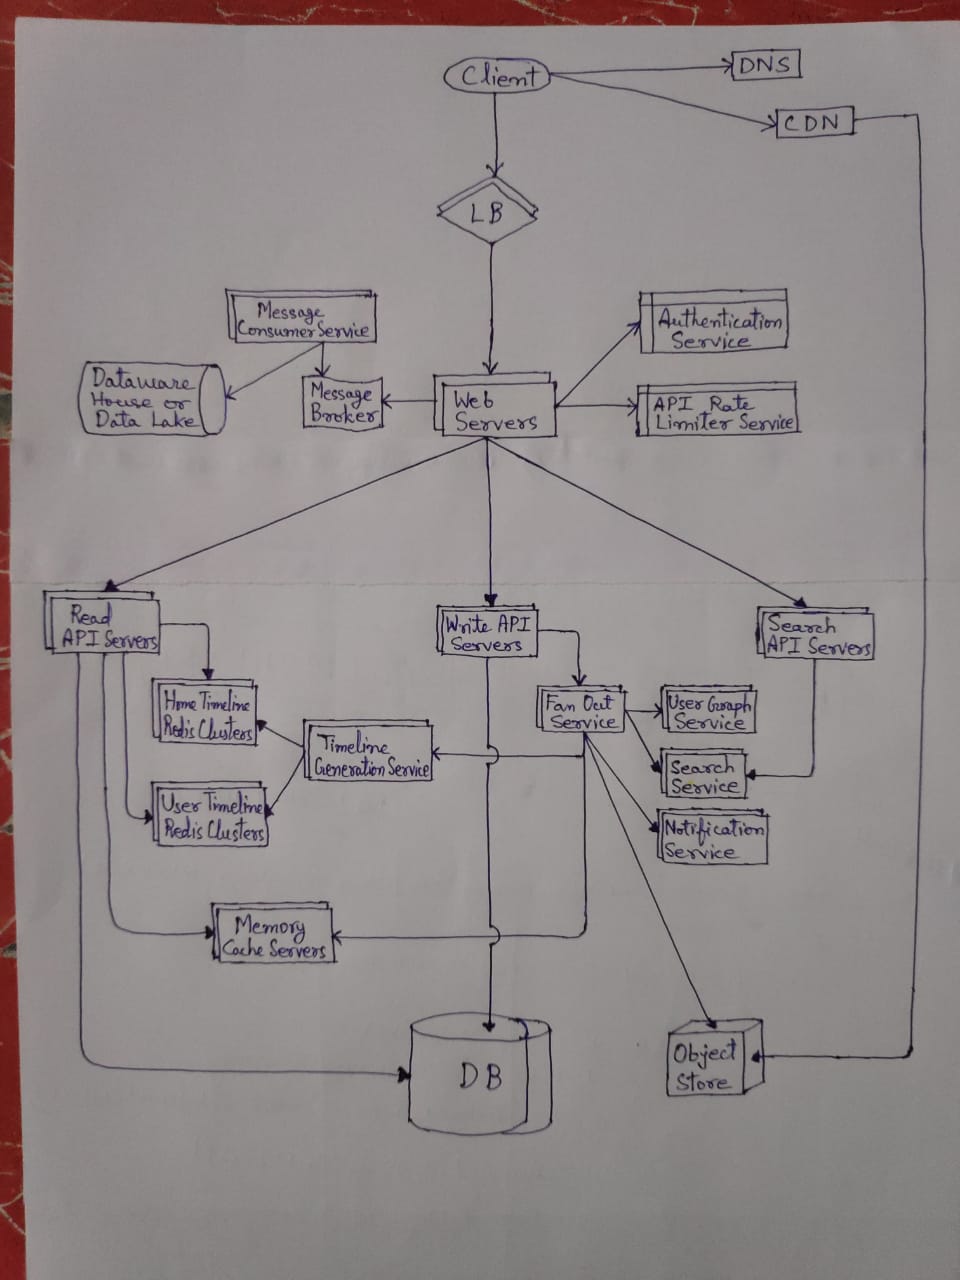 Client
DNS
CDN
LB
Message
Consumer Service
Authentication
Service
Dataware
House or
Data Lake
Message
Broker
Web
Servers
API Rate
Limiter Service
Read
API Servers
Write API
Servers
Search
API Servers
Home Timeline
Redis Clusters
Fan Out
Service
User Graph
Service
Timeline
Generation Service
Search
Service
User Timeline
Redis Clusters
Notification
Service
Memory
Cache Servers
DB
Object
Store